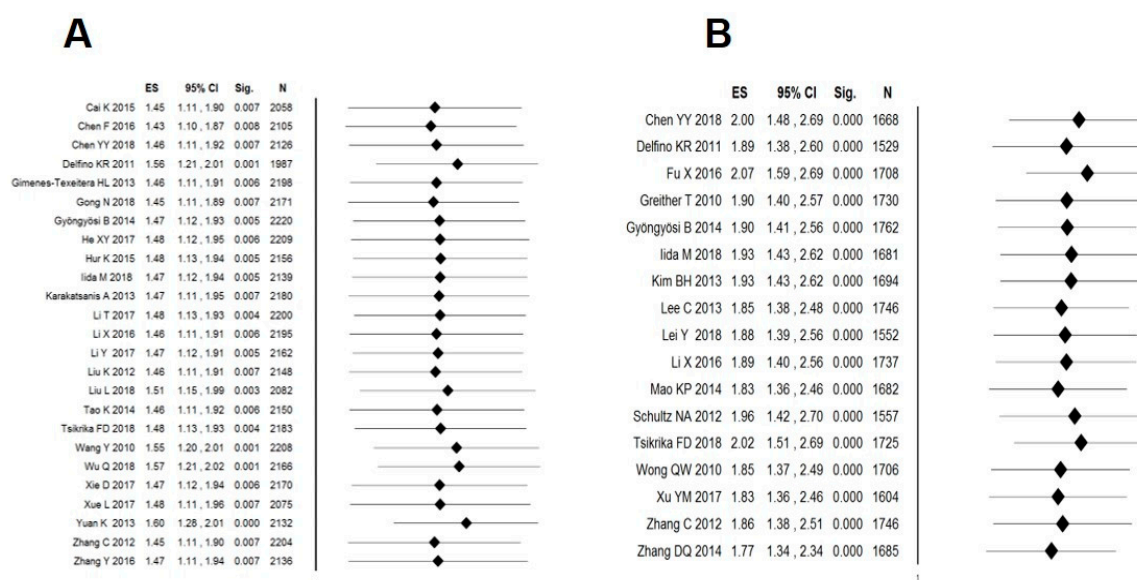 A
ES 95% CI Sig. N
Cai K 2015 1.45 1.11 , 1.90 0.007 2058
Chen F 2016 1.43 1.10 , 1.87 0.008 2105
Chen YY 2018 1.46 1.11 , 1.92 0.007 2126
Delfino KR 2011 1.56 1.21 , 2.01 0.001 1987
Gimenes-Texeitera HL 2013 1.46 1.11 , 1.91 0.006 2198
Gong N 2018 1.45 1.11 , 1.89 0.007 2171
Gyöngyösi B 2014 1.47 1.12 , 1.93 0.005 2220
He XY 2017 1.48 1.12 , 1.95 0.006 2209
Hur K 2015 1.48 1.13 , 1.94 0.005 2156
Iida M 2018 1.47 1.12 , 1.94 0.005 2139
Karakatsanis A 2013 1.47 1.11 , 1.95 0.007 2180
Li T 2017 1.48 1.13 , 1.93 0.004 2200
Li X 2016 1.46 1.11 , 1.91 0.006 2195
Li Y 2017 1.47 1.12 , 1.91 0.005 2162
Liu K 2012 1.46 1.11 , 1.91 0.007 2148
Liu L 2018 1.51 1.15 , 1.99 0.003 2082
Tao K 2014 1.46 1.11 , 1.92 0.006 2150
Tsikrika FD 2018 1.48 1.13 , 1.93 0.004 2183
Wang Y 2010 1.55 1.20 , 2.01 0.001 2208
Wu Q 2018 1.57 1.21 , 2.02 0.001 2166
Xie D 2017 1.47 1.12 , 1.94 0.006 2170
Xue L 2017 1.48 1.11 , 1.96 0.007 2075
Yuan K 2013 1.60 1.28 , 2.01 0.000 2132
Zhang C 2012 1.45 1.11 , 1.90 0.007 2204
Zhang Y 2016 1.47 1.11 , 1.94 0.007 2136
B
ES 95% CI Sig. N
Chen YY 2018 2.00 1.48 , 2.69 0.000 1668
Delfino KR 2011 1.89 1.38 , 2.60 0.000 1529
Fu X 2016 2.07 1.59 , 2.69 0.000 1708
Greither T 2010 1.90 1.40 , 2.57 0.000 1730
Gyöngyösi B 2014 1.90 1.41 , 2.56 0.000 1762
Iida M 2018 1.93 1.43 , 2.62 0.000 1681
Kim BH 2013 1.93 1.43 , 2.62 0.000 1694
Lee C 2013 1.85 1.38 , 2.48 0.000 1746
Lei Y 2018 1.88 1.39 , 2.56 0.000 1552
Li X 2016 1.89 1.40 , 2.56 0.000 1737
Mao KP 2014 1.83 1.36 , 2.46 0.000 1682
Schultz NA 2012 1.96 1.42 , 2.70 0.000 1557
Tsikrika FD 2018 2.02 1.51 , 2.69 0.000 1725
Wong QW 2010 1.85 1.37 , 2.49 0.000 1706
Xu YM 2017 1.83 1.36 , 2.46 0.000 1604
Zhang C 2012 1.86 1.38 , 2.51 0.000 1746
Zhang DQ 2014 1.77 1.34 , 2.34 0.000 1685
1